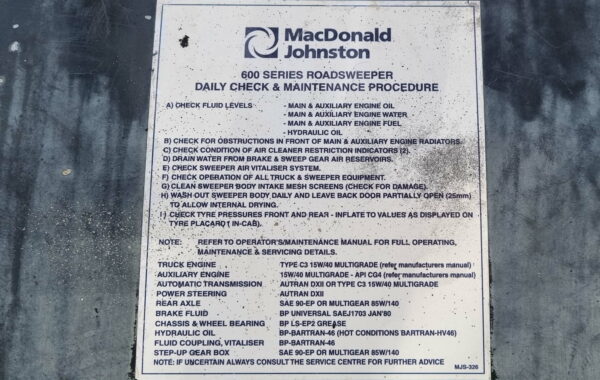 MacDonald
Johnston
600 SERIES ROADSWEEPER
DAILY CHECK & MAINTENANCE PROCEDURE
A) CHECK FLUID LEVELS - MAIN & AUXILIARY ENGINE OIL
- MAIN & AUXILIARY ENGINE WATER
- MAIN & AUXILIARY ENGINE FUEL
- HYDRAULIC OIL
B) CHECK FOR OBSTRUCTIONS IN FRONT OF MAIN & AUXILIARY ENGINE RADIATORS.
C) CHECK CONDITION OF AIR CLEANER RESTRICTION INDICATORS (2).
D) DRAIN WATER FROM BRAKE & SWEEP GEAR AIR RESERVOIRS.
E) CHECK SWEEPER AIR VITALISER SYSTEM.
F) CHECK OPERATION OF ALL TRUCK & SWEEPER EQUIPMENT.
G) CLEAN SWEEPER BODY INTAKE MESH SCREENS (CHECK FOR DAMAGE).
H) WASH OUT SWEEPER BODY DAILY AND LEAVE BACK DOOR PARTIALLY OPEN (25mm)
TO ALLOW INTERNAL DRYING.
I) CHECK TYRE PRESSURES FRONT AND REAR - INFLATE TO VALUES AS DISPLAYED ON
TYRE PLACARD (IN-CAB).
NOTE: REFER TO OPERATOR'S/MAINTENANCE MANUAL FOR FULL, OPERATING,
MAINTENANCE & SERVICING DETAILS.
TRUCK ENGINE TYPE C3 15W/40 MULTIGRADE (refer manufacturers manual)
AUXILIARY ENGINE 15W/40 MULTIGRADE - API CG4 (refer manufacturers manual)
AUTOMATIC TRANSMISSION AUTRAN DXII OR TYPE C3 15W/40 MULTIGRADE
POWER STEERING AUTRAN DXII
REAR AXLE SAE 90-EP OR MULTIGEAR 85W/140
BRAKE FLUID BP UNIVERSAL SAEJ1703 JAN'80
CHASSIS & WHEEL BEARING BP LS-EP2 GREASE
HYDRAULIC OIL BP-BARTRAN-46 (HOT CONDITIONS BARTRAN-HV46)
FLUID COUPLING, VITALISER BP-BARTRAN-46
STEP-UP GEAR BOX SAE 90-EP OR MULTIGEAR 85W/140
NOTE: IF UNCERTAIN ALWAYS CONSULT THE SERVICE CENTRE FOR FURTHER ADVICE
MJS-326